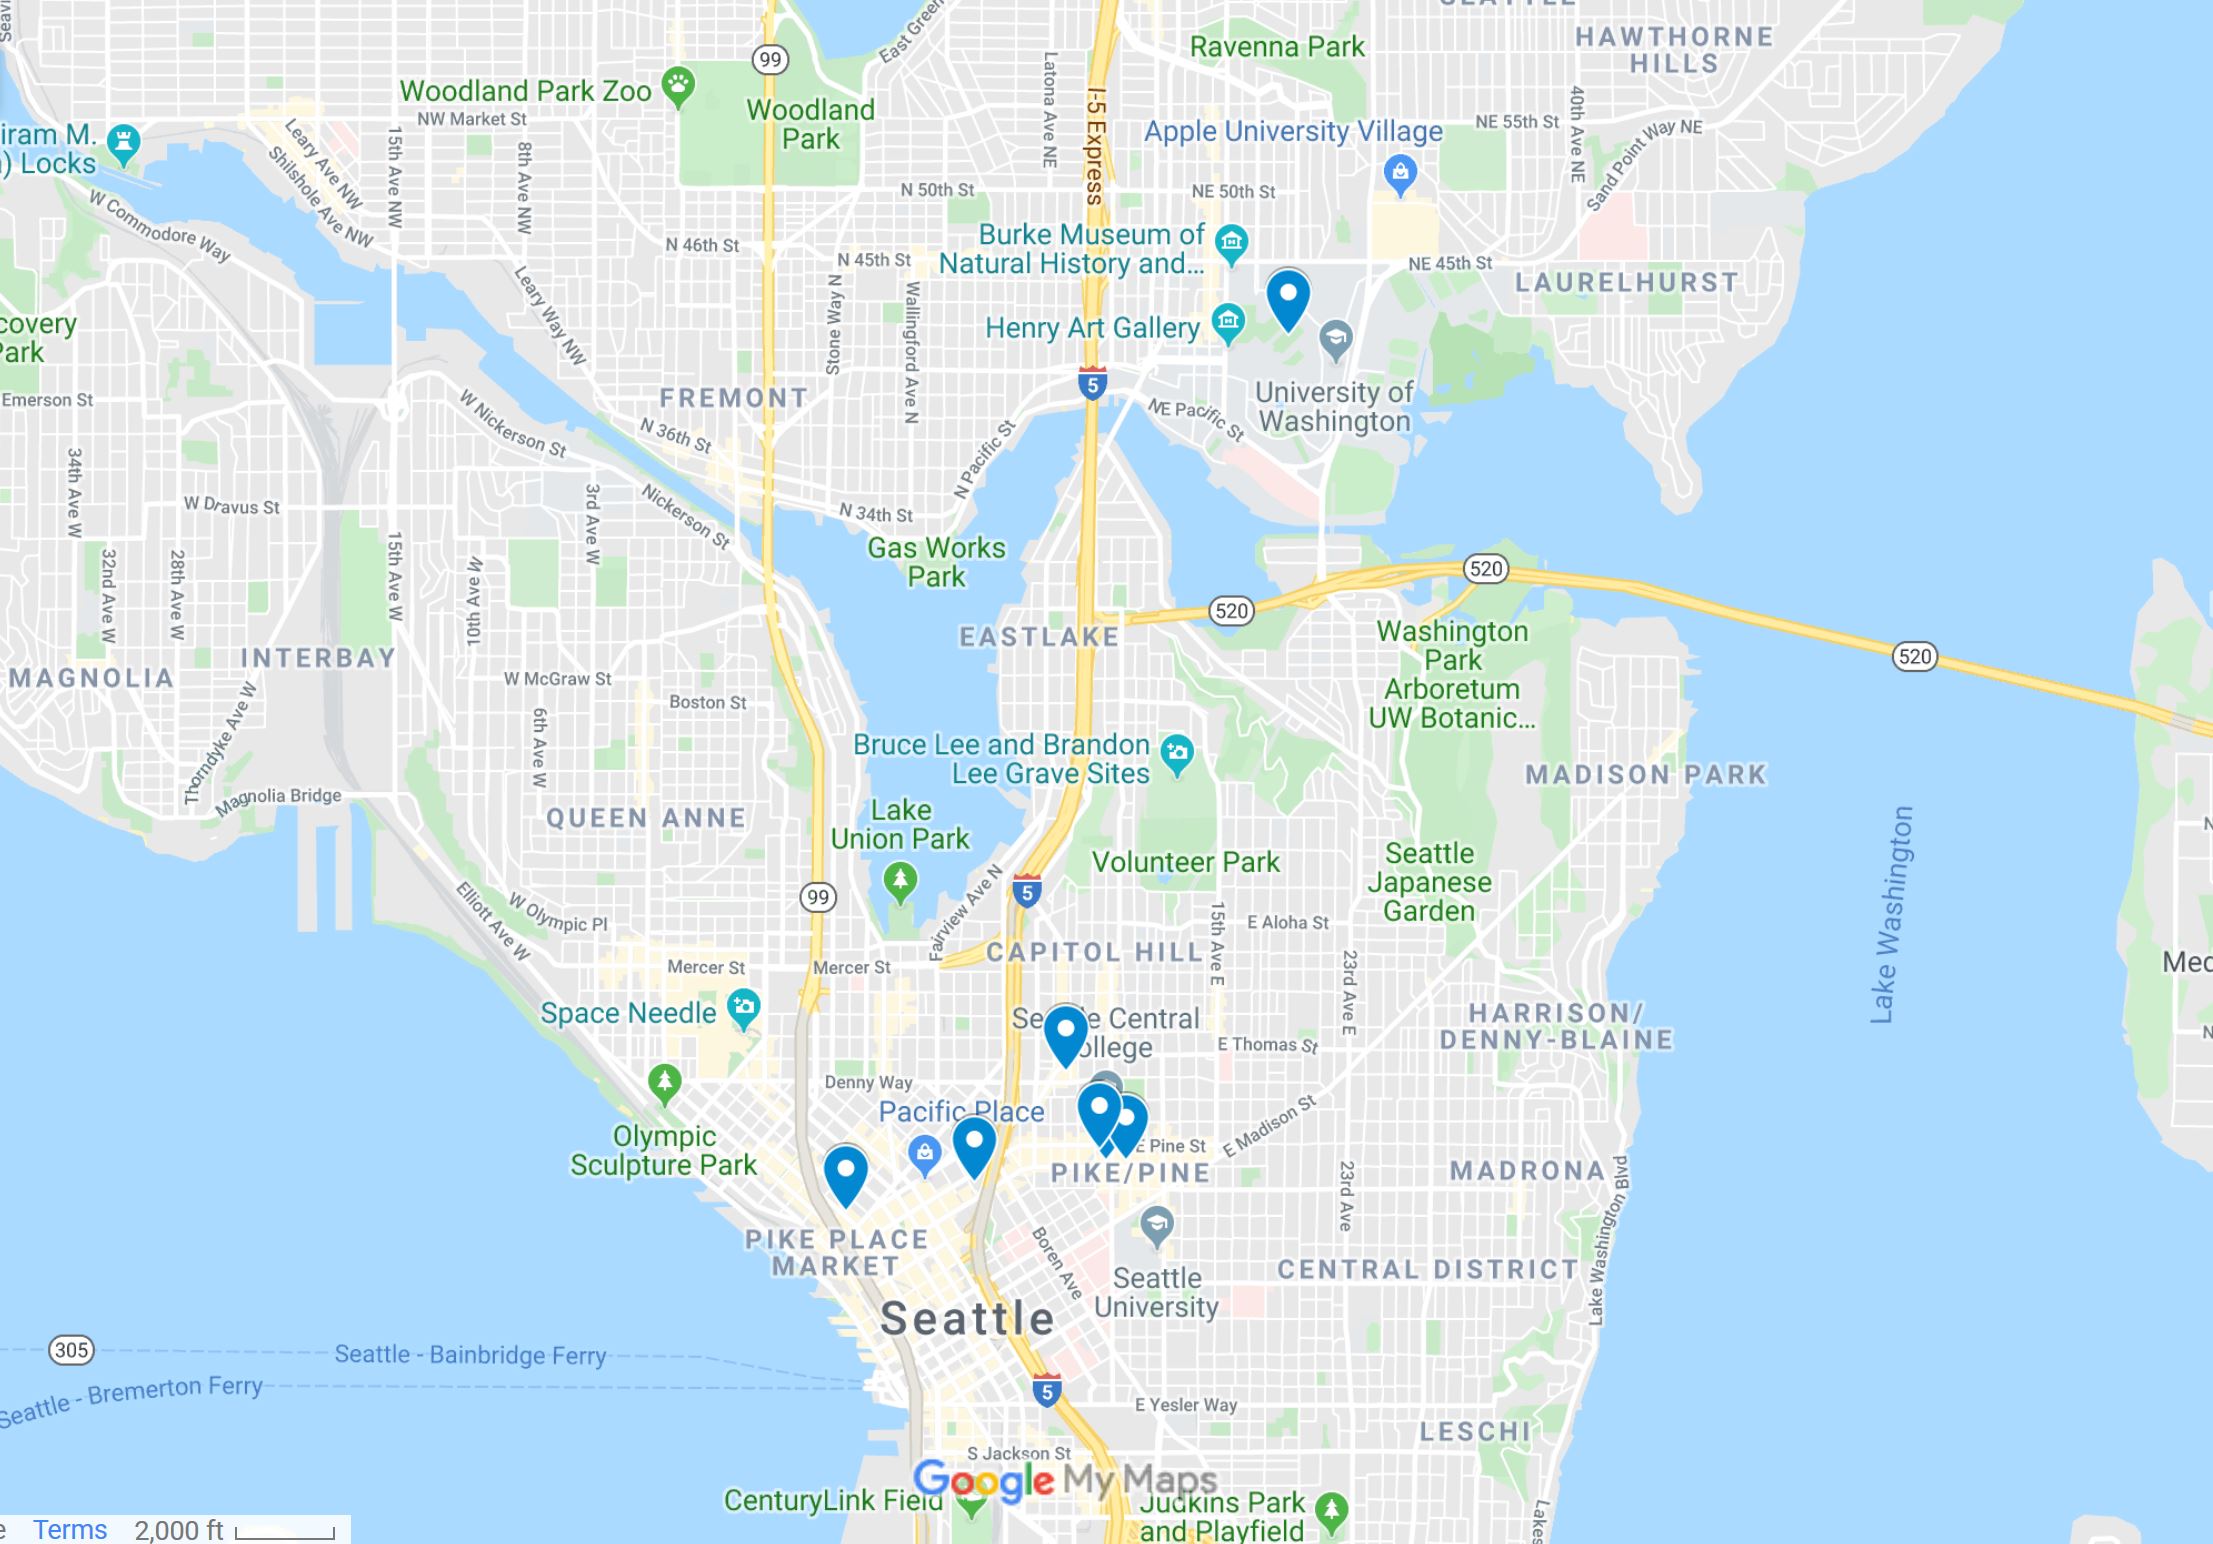 SEATTLE
HAWTHORNE
HILLS
Ravenna Park
East Green
99
Woodland Park Zoo
Woodland
Park
NW Market St
Latona Ave NE
I-5 Express
Apple University Village
NE 55th St
40th Ave NE
Sand Point Way NE
iram M.
) Locks
Leary Ave NW
Shilshole Ave NW
15th Ave NW
8th Ave NW
N 50th St
NE 50th St
W Commodore Way
N 46th St
N 45th St
Burke Museum of
Natural History and...
NE 45th St
LAURELHURST
Leary Way NW
Stone Way N
Wallingford Ave N
Henry Art Gallery
covery
Park
5
University of
Washington
Emerson St
FREMONT
W Nickerson St
N 36th St
NE Pacific St
N Pacific St
34th Ave W
W Dravus St
3rd Ave W
Nickerson St
N 34th St
Gas Works
Park
32nd Ave W
28th Ave W
15th Ave W
10th Ave W
520
520
520
EASTLAKE
Washington
Park
Arboretum
UW Botanic...
INTERBAY
MAGNOLIA
W McGraw St
Boston St
6th Ave W
Thorndyke Ave W
Magnolia Bridge
Bruce Lee and Brandon
Lee Grave Sites
MADISON PARK
QUEEN ANNE
Lake
Union Park
Volunteer Park
Seattle
Japanese
Garden
Lake Washington
99
5
Elliott Ave W
W Olympic Pl
Fairview Ave N
15th Ave E
E Aloha St
CAPITOL HILL
23rd Ave E
Med
Mercer St
Mercer St
Space Needle
Se le Central
ollege
E Thomas St
HARRISON/
DENNY-BLAINE
Denny Way
Pacific Place
Olympic
Sculpture Park
E Pine St
E Madison St
PIKE/PINE
MADRONA
23rd Ave
Lake Washington Blvd
PIKE PLACE
MARKET
Boren Ave
Seattle
University
CENTRAL DISTRICT
Seattle
305
Seattle - Bainbridge Ferry
Seattle - Bremerton Ferry
5
E Yesler Way
LESCHI
S Jackson St
Google My Maps
CenturyLink Field
Judkins Park
and Playfield
Lakes
e Terms 2,000 ft